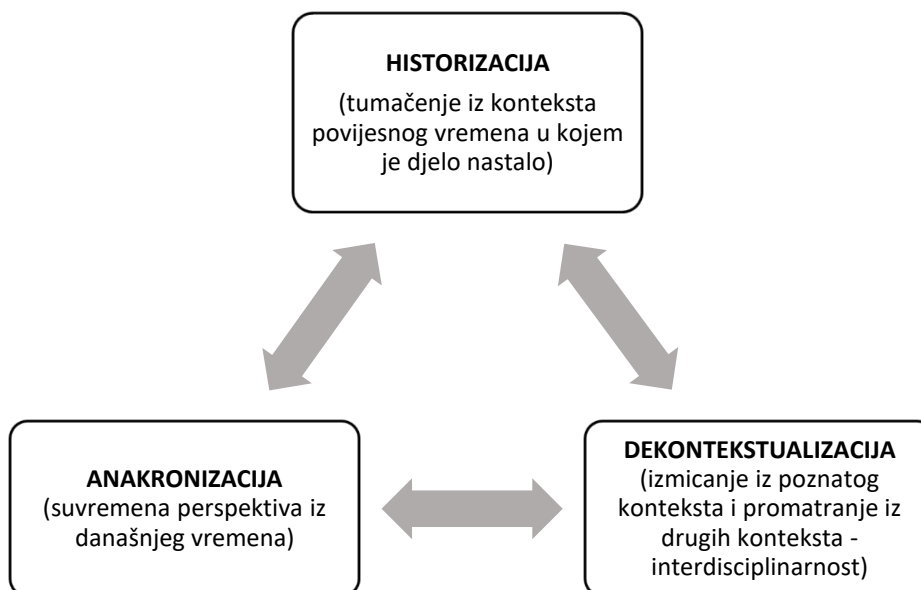 HISTORIZACIJA
(tumačenje iz konteksta
povijesnog vremena u kojem
je djelo nastalo)
ANAKRONIZACIJA
(suvremena perspektiva iz
današnjeg vremena)
DEKONTEKSTUALIZACIJA
(izmicanje iz poznatog
konteksta i promatranje iz
drugih konteksta -
interdisciplinarnost)